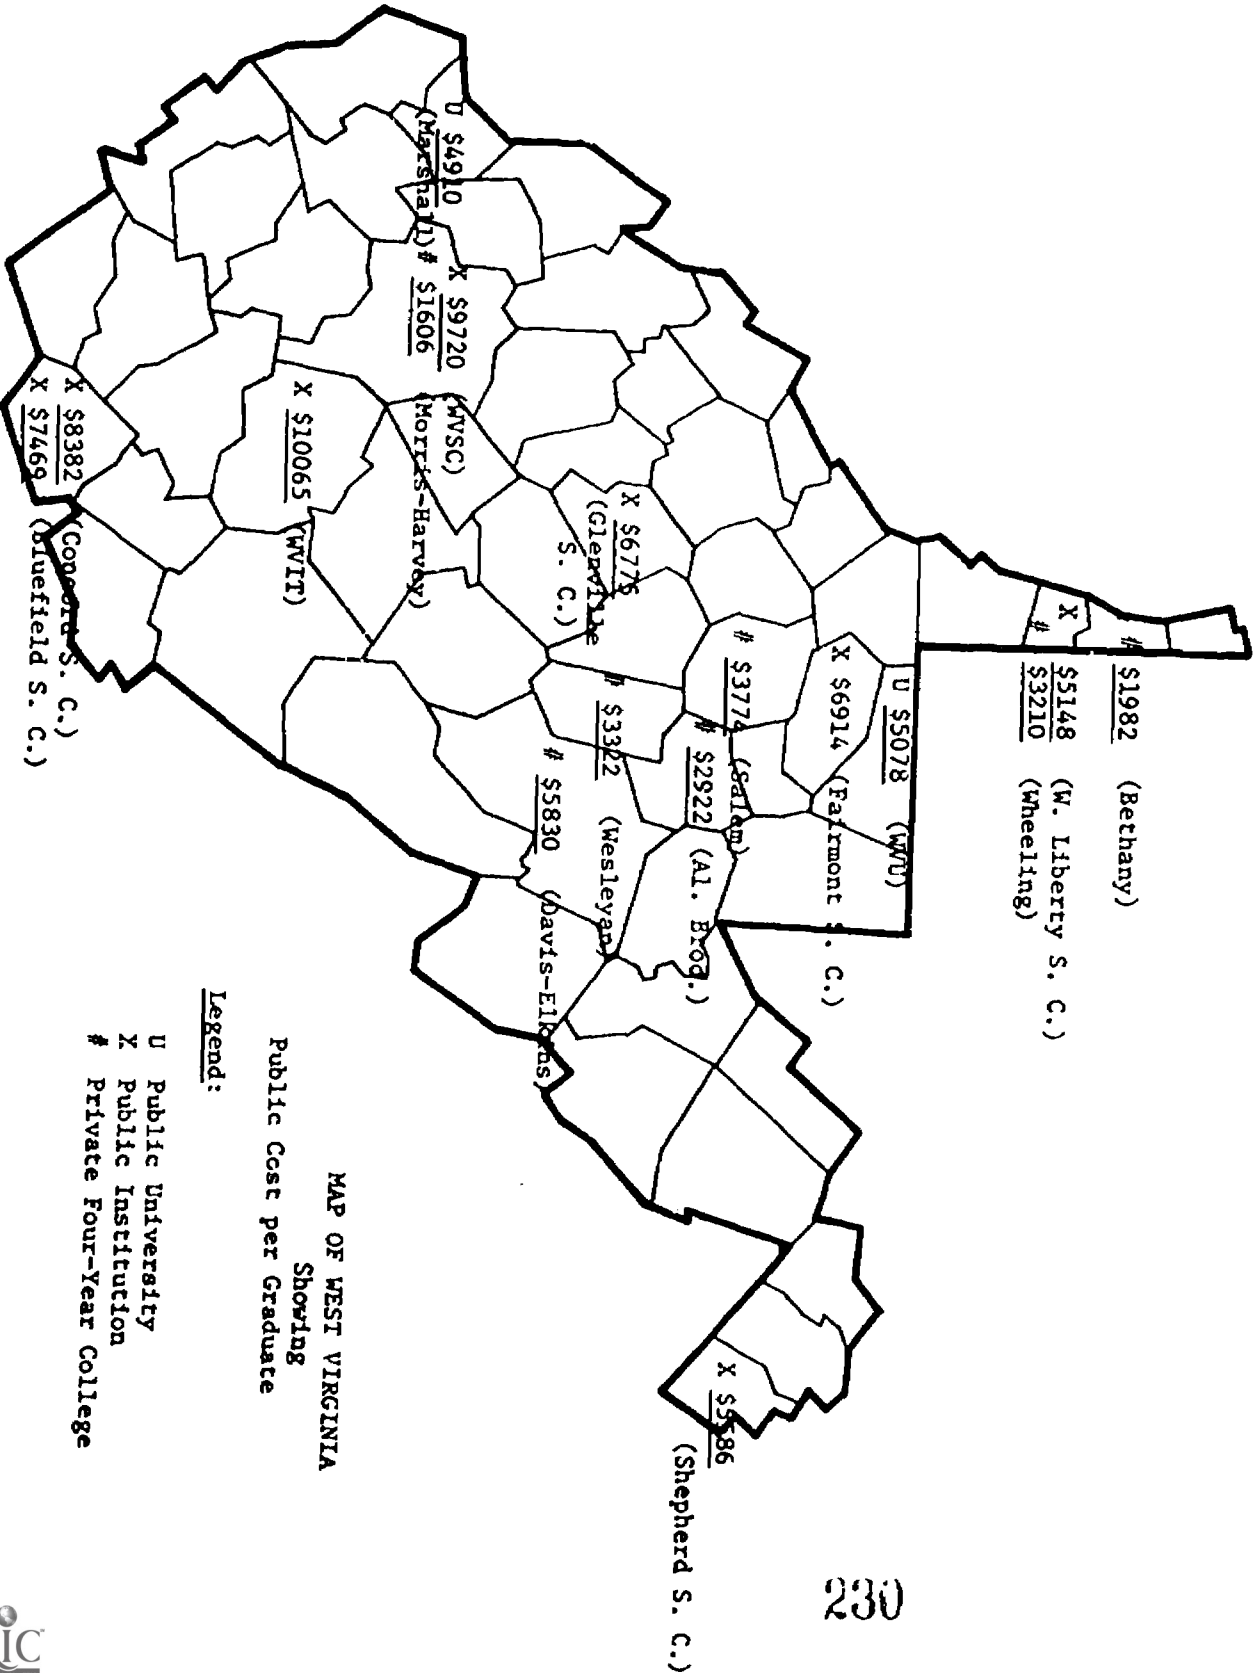 # $1982 (Bethany)
X $5148 (W. Liberty S. C.)
# $3210 (Wheeling)
U $5078 (WVU)
X $6914 (Fairmont S. C.)
# $3774 (Salem)
# $2922 (Al. Brod.)
X $6775
(Glenville
S. C.)
# $3322 (Wesleyan)
# $5830 (Davis-Elkins)
X $5586
(Shepherd S. C.)
U $4910
(Marshall)
X $9720 (WVSC)
# $1606 (Morris-Harvey)
X $10065 (WVIT)
X $8382 (Concord S. C.)
X $7469 (Bluefield S. C.)
MAP OF WEST VIRGINIA
Showing
Public Cost per Graduate
Legend:
U Public University
X Public Institution
# Private Four-Year College
230
IC